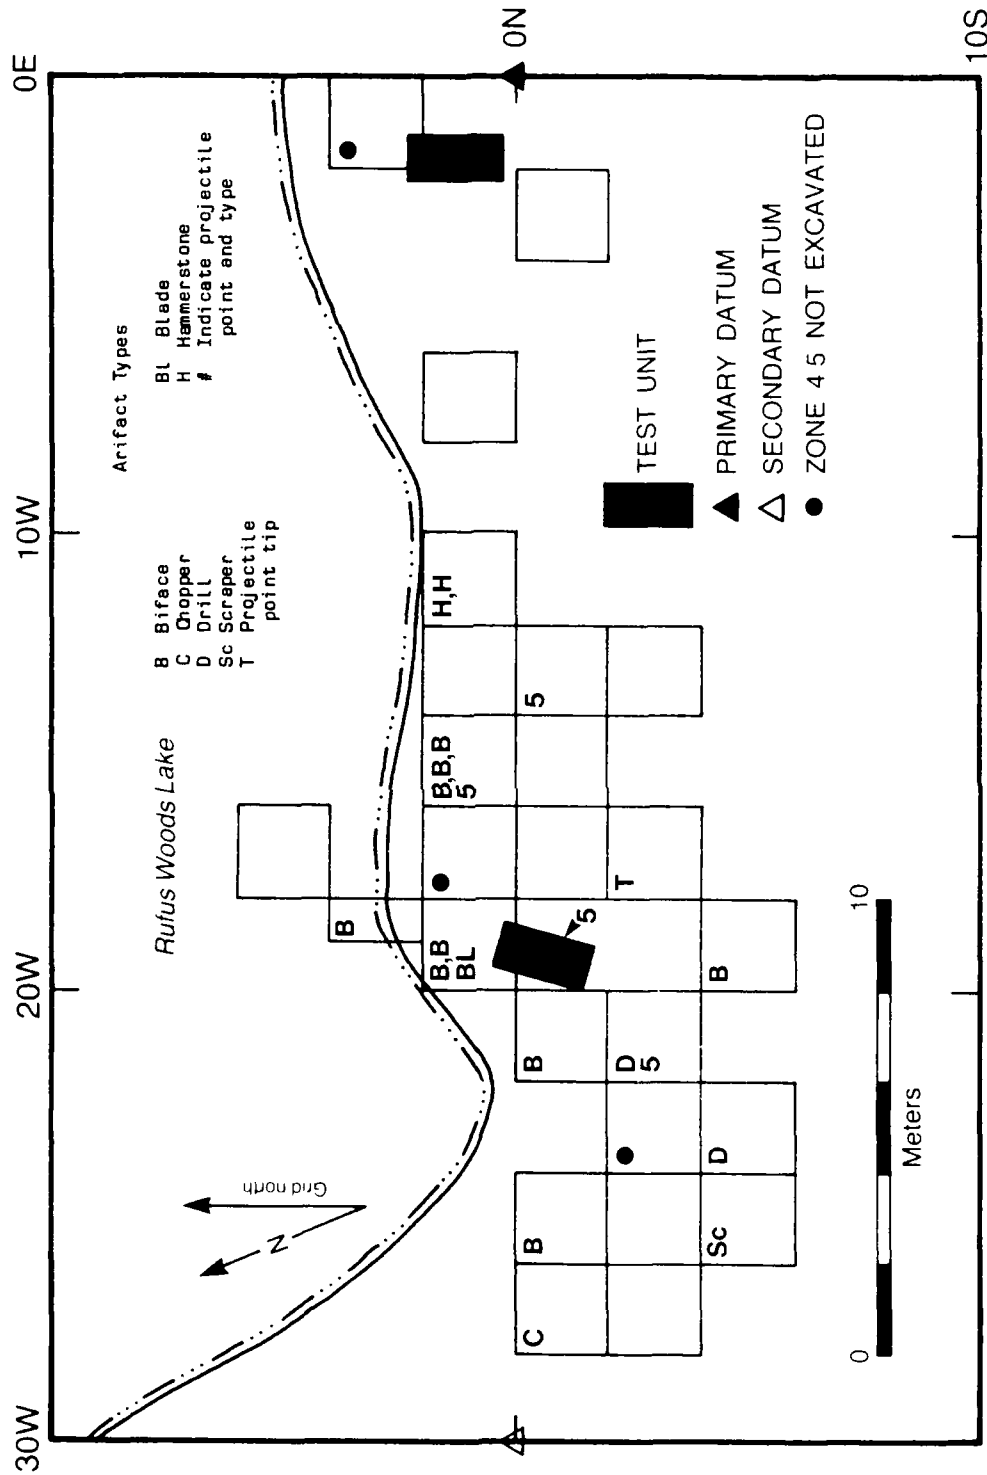 30W
20W
10W
0E
Rufus Woods Lake
Arifact Types
B Biface
C Chopper
D Drill
Sc Scraper
T Projectile
point tip
Bl Blade
H Hammerstone
# Indicate projectile
point and type
N
Grid north
B
B,B
BL
B,B,B
5
H,H
0N
C
B
B
5
5
D
5
T
Sc
D
B
TEST UNIT
PRIMARY DATUM
SECONDARY DATUM
ZONE 4 5 NOT EXCAVATED
0
10
Meters
10S